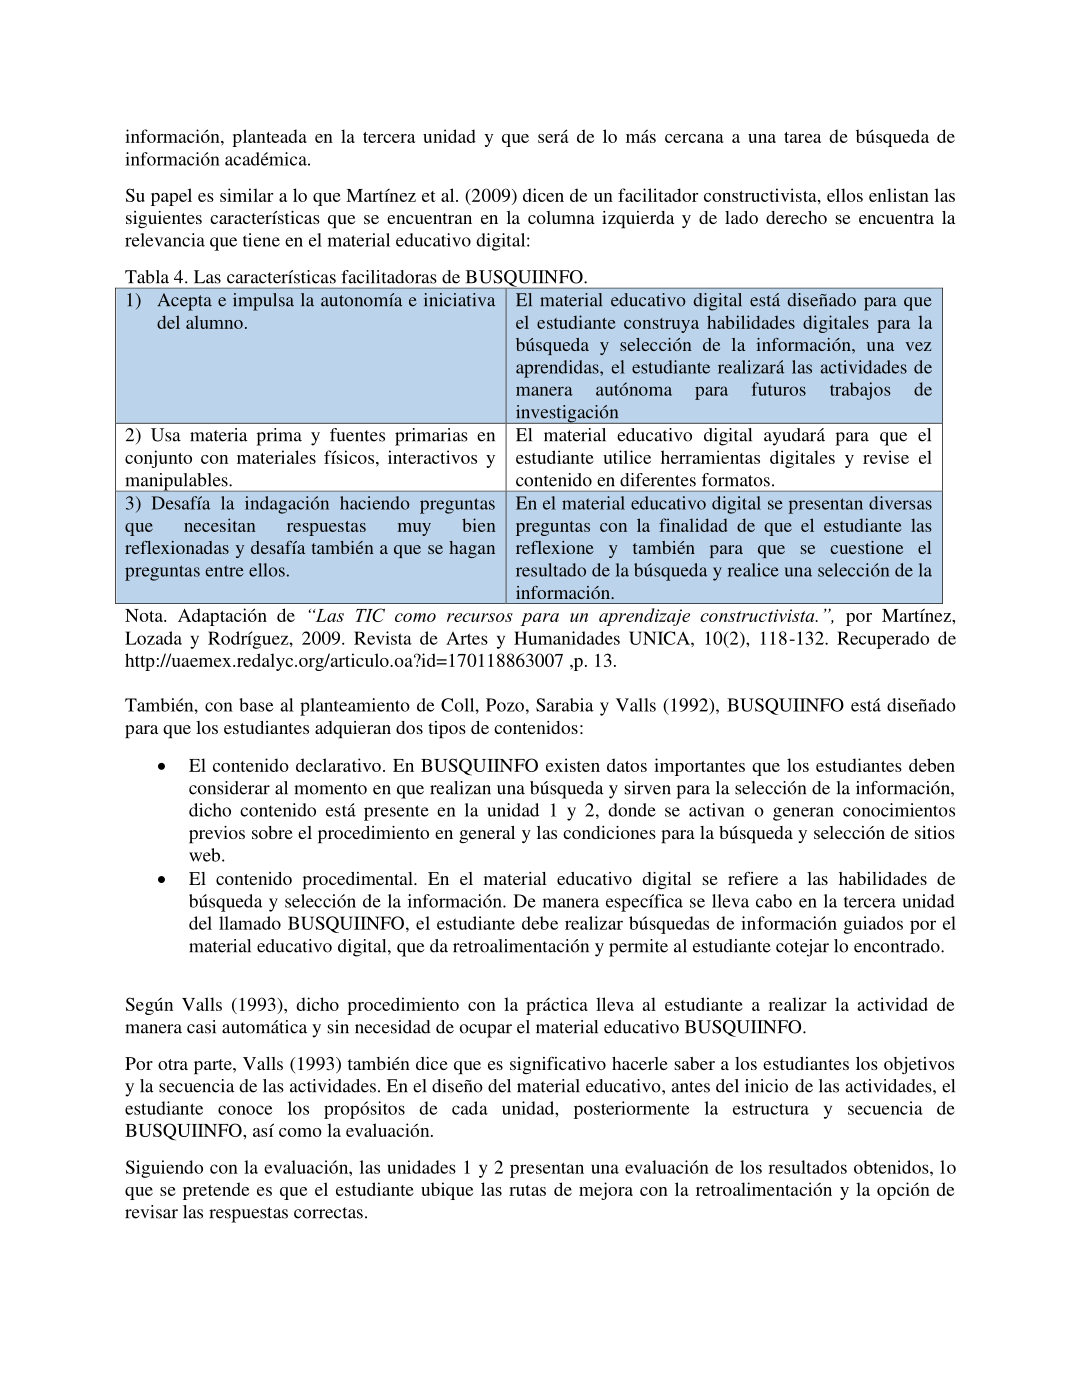 información, planteada en la tercera unidad y que será de lo más cercana a una tarea de búsqueda de
información académica.
Su papel es similar a lo que Martínez et al. (2009) dicen de un facilitador constructivista, ellos enlistan las
siguientes características que se encuentran en la columna izquierda y de lado derecho se encuentra la
relevancia que tiene en el material educativo digital:
Tabla 4. Las características facilitadoras de BUSQUIINFO.
1) Acepta e impulsa la autonomía e iniciativa
del alumno.
El material educativo digital está diseñado para que
el estudiante construya habilidades digitales para la
búsqueda y selección de la información, una vez
aprendidas, el estudiante realizará las actividades de
manera autónoma para futuros trabajos de
investigación
2) Usa materia prima y fuentes primarias en
conjunto con materiales físicos, interactivos y
manipulables.
El material educativo digital ayudará para que el
estudiante utilice herramientas digitales y revise el
contenido en diferentes formatos.
3) Desafía la indagación haciendo preguntas
que necesitan respuestas muy bien
reflexionadas y desafía también a que se hagan
preguntas entre ellos.
En el material educativo digital se presentan diversas
preguntas con la finalidad de que el estudiante las
reflexione y también para que se cuestione el
resultado de la búsqueda y realice una selección de la
información.
Nota. Adaptación de “Las TIC como recursos para un aprendizaje constructivista.”, por Martínez,
Lozada y Rodríguez, 2009. Revista de Artes y Humanidades UNICA, 10(2), 118-132. Recuperado de
http://uaemex.redalyc.org/articulo.oa?id=170118863007 ,p. 13.
También, con base al planteamiento de Coll, Pozo, Sarabia y Valls (1992), BUSQUIINFO está diseñado
para que los estudiantes adquieran dos tipos de contenidos:
• El contenido declarativo. En BUSQUIINFO existen datos importantes que los estudiantes deben
considerar al momento en que realizan una búsqueda y sirven para la selección de la información,
dicho contenido está presente en la unidad 1 y 2, donde se activan o generan conocimientos
previos sobre el procedimiento en general y las condiciones para la búsqueda y selección de sitios
web.
• El contenido procedimental. En el material educativo digital se refiere a las habilidades de
búsqueda y selección de la información. De manera específica se lleva cabo en la tercera unidad
del llamado BUSQUIINFO, el estudiante debe realizar búsquedas de información guiados por el
material educativo digital, que da retroalimentación y permite al estudiante cotejar lo encontrado.
Según Valls (1993), dicho procedimiento con la práctica lleva al estudiante a realizar la actividad de
manera casi automática y sin necesidad de ocupar el material educativo BUSQUIINFO.
Por otra parte, Valls (1993) también dice que es significativo hacerle saber a los estudiantes los objetivos
y la secuencia de las actividades. En el diseño del material educativo, antes del inicio de las actividades, el
estudiante conoce los propósitos de cada unidad, posteriormente la estructura y secuencia de
BUSQUIINFO, así como la evaluación.
Siguiendo con la evaluación, las unidades 1 y 2 presentan una evaluación de los resultados obtenidos, lo
que se pretende es que el estudiante ubique las rutas de mejora con la retroalimentación y la opción de
revisar las respuestas correctas.